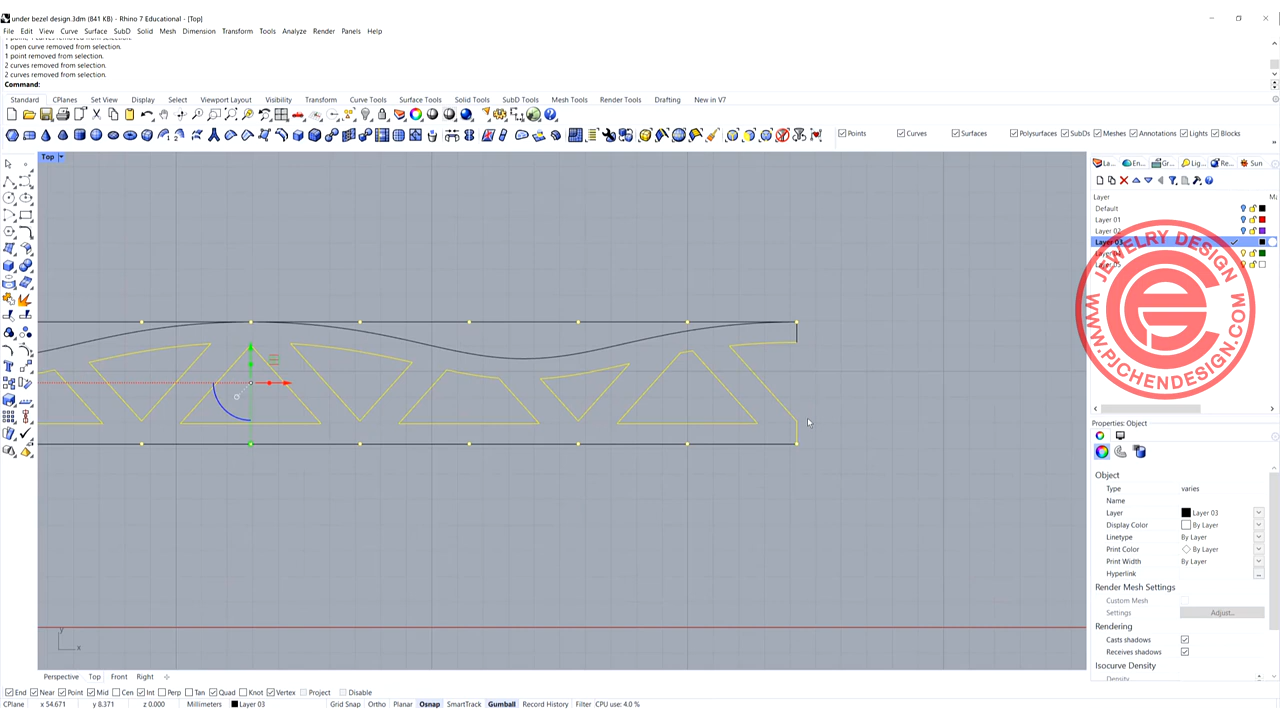 under bezel design.3dm (841 KB) - Rhino 7 Educational - [Top]
File Edit View Curve Surface SubD Solid Mesh Dimension Transform Tools Analyze Render Panels Help
1 open curve removed from selection.
1 point removed from selection.
2 curves removed from selection.
2 curves removed from selection.
Command:
Standard CPlanes Set View Display Select Viewport Layout Visibility Transform Curve Tools Surface Tools Solid Tools SubD Tools Mesh Tools Render Tools Drafting New in V7
Points Curves Surfaces Polysurfaces SubDs Meshes Annotations Lights Blocks
Top
La... En... Gr... Lig... Re... Sun
Layer
Default
Layer 01
Layer 02
Layer 03
JEWELRY DESIGN
WWW.PJCHENDESIGN.COM
Properties: Object
Object
Type varies
Name
Layer Layer 03
Display Color By Layer
Linetype By Layer
Print Color By Layer
Print Width By Layer
Hyperlink ...
Render Mesh Settings
Custom Mesh
Settings Adjust...
Rendering
Casts shadows
Receives shadows
Isocurve Density
Density
y
x
Perspective Top Front Right
End Near Point Mid Cen Int Perp Tan Quad Knot Vertex Project Disable
CPlane x 54.671 y 8.371 z 0.000 Millimeters Layer 03 Grid Snap Ortho Planar Osnap SmartTrack Gumball Record History Filter CPU use: 4.0 %